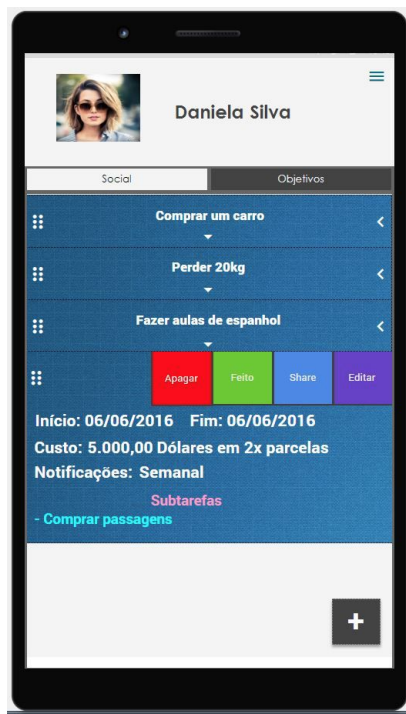 Daniela Silva
Social Objetivos
Comprar um carro
Perder 20kg
Fazer aulas de espanhol
Apagar Feito Share Editar
Início: 06/06/2016 Fim: 06/06/2016
Custo: 5.000,00 Dólares em 2x parcelas
Notificações: Semanal
Subtarefas
- Comprar passagens
+